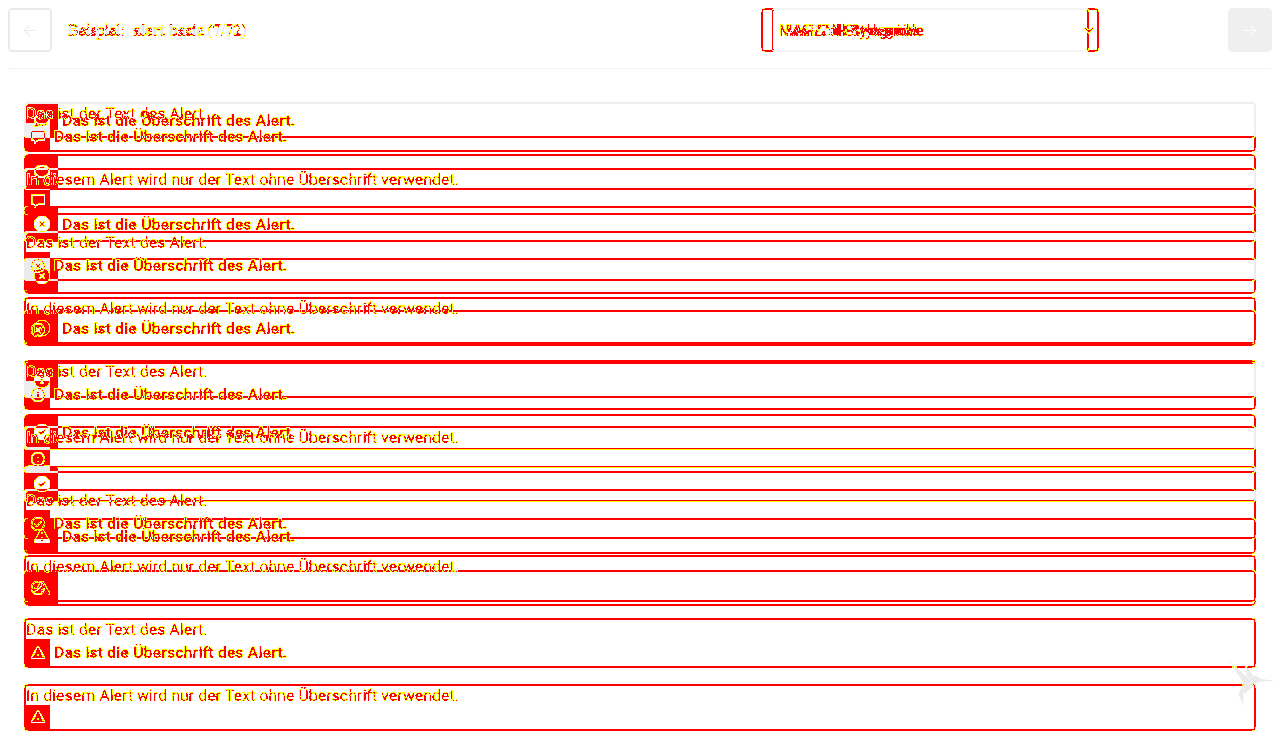 Beispiel: alert basic (7/72)
Das ist der Text des Alert.
Das ist die Überschrift des Alert.
Das ist die Überschrift des Alert.
In diesem Alert wird nur der Text ohne Überschrift verwendet.
Das ist die Überschrift des Alert.
Das ist der Text des Alert.
Das ist die Überschrift des Alert.
In diesem Alert wird nur der Text ohne Überschrift verwendet.
Das ist die Überschrift des Alert.
Das ist der Text des Alert.
Das ist die Überschrift des Alert.
Das ist die Überschrift des Alert.
In diesem Alert wird nur der Text ohne Überschrift verwendet.
Das ist der Text des Alert.
Das ist die Überschrift des Alert.
Das ist die Überschrift des Alert.
In diesem Alert wird nur der Text ohne Überschrift verwendet.
Das ist der Text des Alert.
Das ist die Überschrift des Alert.
In diesem Alert wird nur der Text ohne Überschrift verwendet.